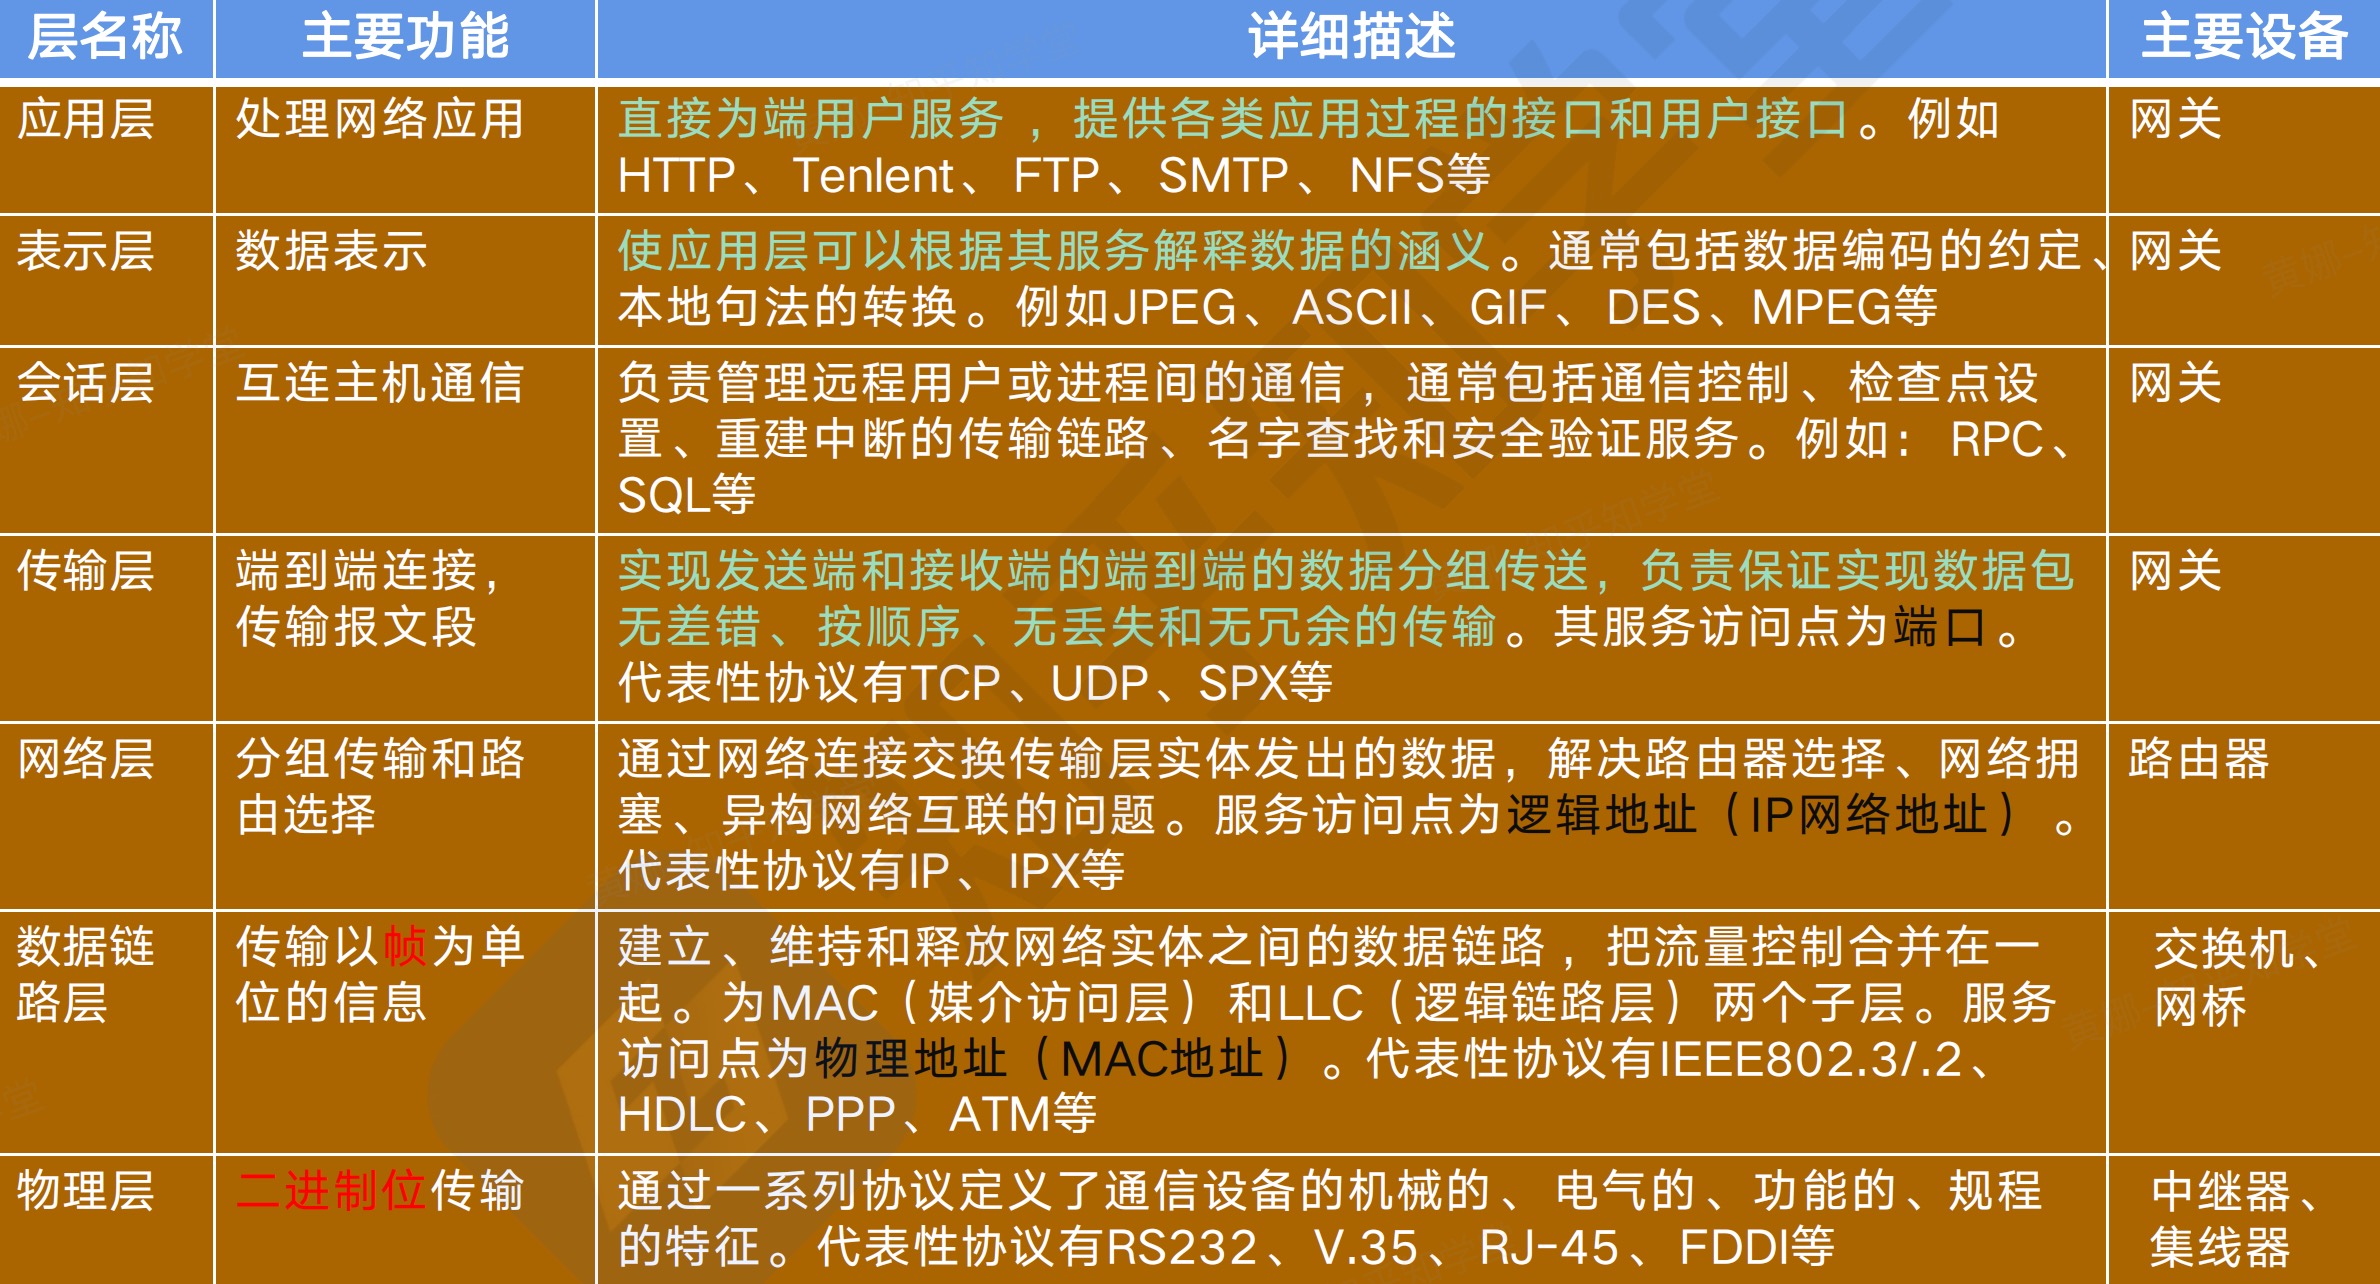 层名称 主要功能 详细描述 主要设备
应用层 处理网络应用 直接为端用户服务，提供各类应用过程的接口和用户接口。例如 网关
HTTP、Tenlent、FTP、SMTP、NFS等
表示层 数据表示 使应用层可以根据其服务解释数据的涵义。通常包括数据编码的约定、 网关
本地句法的转换。例如JPEG、ASCII、GIF、DES、MPEG等
会话层 互连主机通信 负责管理远程用户或进程间的通信，通常包括通信控制、检查点设 网关
置、重建中断的传输链路、名字查找和安全验证服务。例如：RPC、
SQL等
传输层 端到端连接， 实现发送端和接收端的端到端的数据分组传送，负责保证实现数据包 网关
传输报文段 无差错、按顺序、无丢失和无冗余的传输。其服务访问点为端口。
代表性协议有TCP、UDP、SPX等
网络层 分组传输和路 通过网络连接交换传输层实体发出的数据，解决路由器选择、网络拥 路由器
由选择 塞、异构网络互联的问题。服务访问点为逻辑地址（IP网络地址）。
代表性协议有IP、IPX等
数据链 传输以帧为单 建立、维持和释放网络实体之间的数据链路，把流量控制合并在一 交换机、
路层 位的信息 起。为MAC（媒介访问层）和LLC（逻辑链路层）两个子层。服务 网桥
访问点为物理地址（MAC地址）。代表性协议有IEEE802.3/.2、
HDLC、PPP、ATM等
物理层 二进制位传输 通过一系列协议定义了通信设备的机械的、电气的、功能的、规程 中继器、
的特征。代表性协议有RS232、V.35、RJ-45、FDDI等 集线器
知乎知学堂